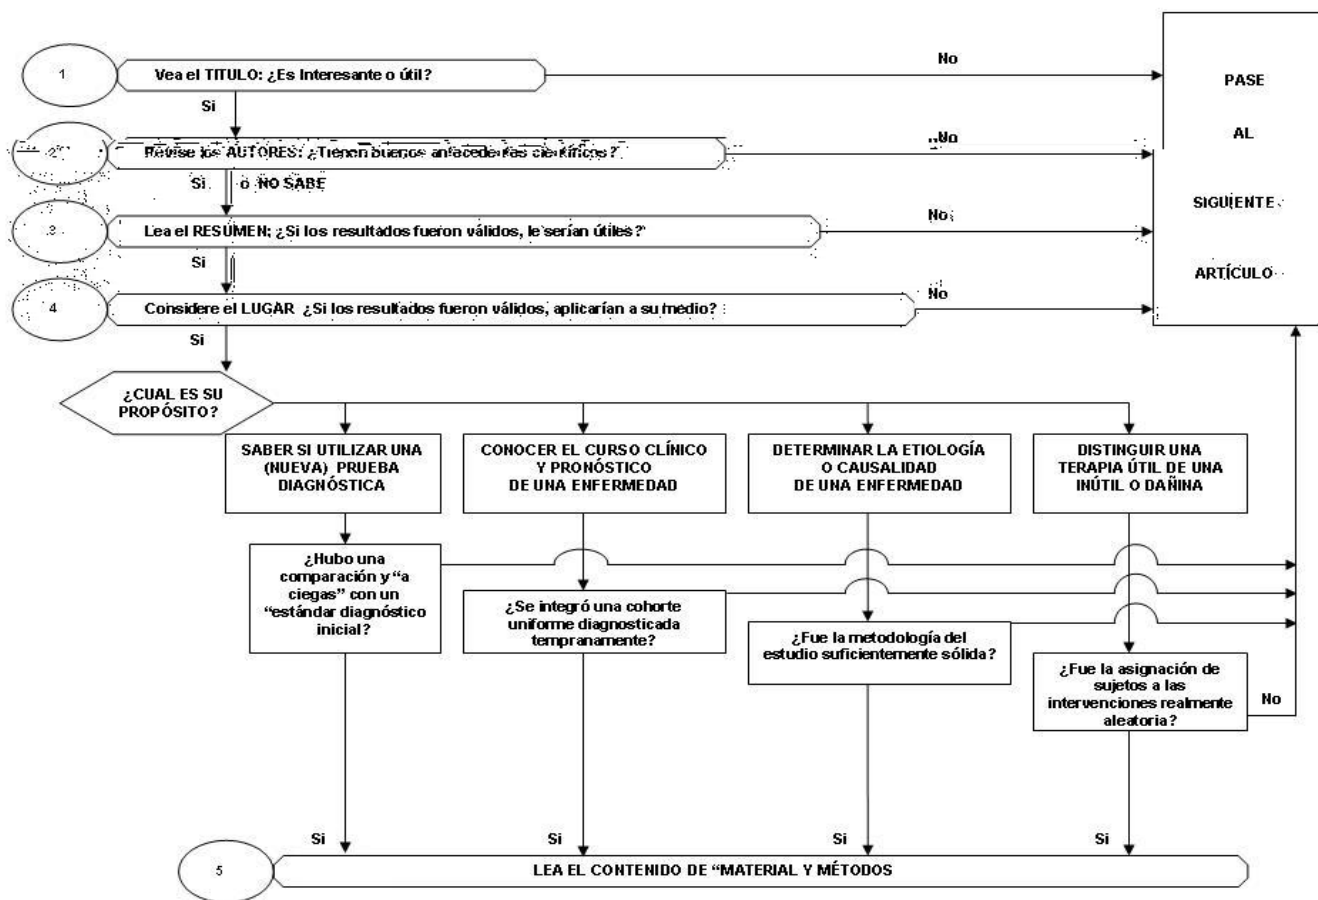 1
Vea el TITULO: ¿Es Interesante o útil?
No
Si
2
Revise los AUTORES: ¿Tienen buenos antecedentes científicos?
No
Si o NO SABE
3
Lea el RESUMEN: ¿Si los resultados fueron válidos, le serían útiles?
No
Si
4
Considere el LUGAR ¿Si los resultados fueron válidos, aplicarían a su medio?
No
Si
PASE
AL
SIGUIENTE
ARTÍCULO
¿CUAL ES SU
PROPÓSITO?
SABER SI UTILIZAR UNA
(NUEVA) PRUEBA
DIAGNÓSTICA
CONOCER EL CURSO CLÍNICO
Y PRONÓSTICO
DE UNA ENFERMEDAD
DETERMINAR LA ETIOLOGÍA
O CAUSALIDAD
DE UNA ENFERMEDAD
DISTINGUIR UNA
TERAPIA ÚTIL DE UNA
INÚTIL O DAÑINA
¿Hubo una
comparación y “a
ciegas” con un
“estándar diagnóstico
inicial?
¿Se integró una cohorte
uniforme diagnosticada
tempranamente?
¿Fue la metodología del
estudio suficientemente sólida?
¿Fue la asignación de
sujetos a las
intervenciones realmente
aleatoria?
No
Si
Si
Si
Si
5
LEA EL CONTENIDO DE “MATERIAL Y MÉTODOS